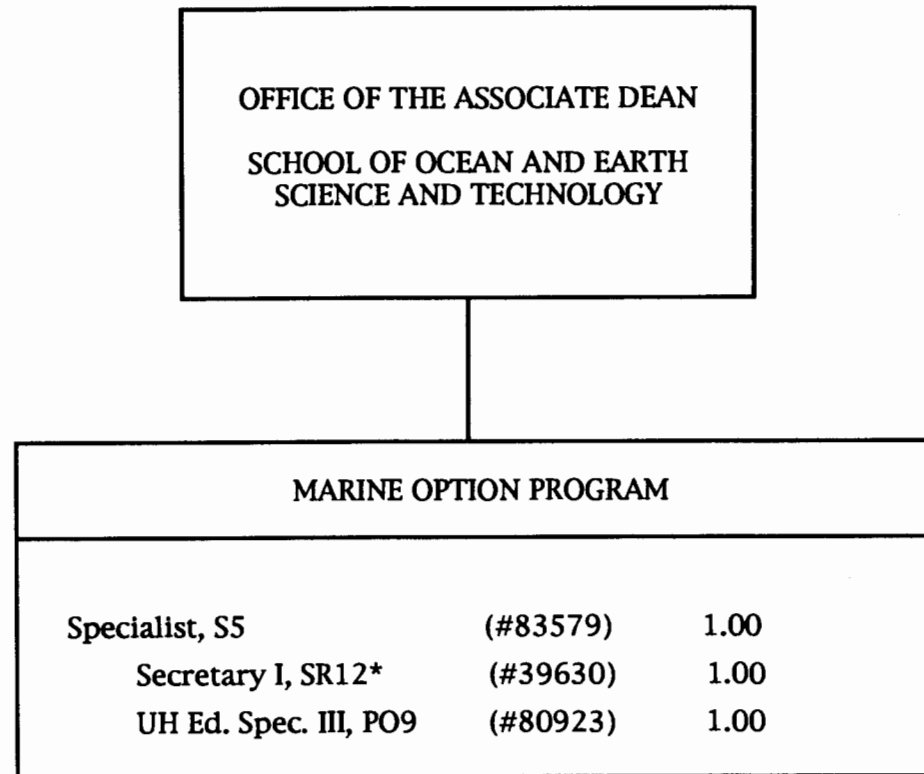 OFFICE OF THE ASSOCIATE DEAN
SCHOOL OF OCEAN AND EARTH
SCIENCE AND TECHNOLOGY
MARINE OPTION PROGRAM
Specialist, S5 (#83579) 1.00
Secretary I, SR12* (#39630) 1.00
UH Ed. Spec. III, PO9 (#80923) 1.00